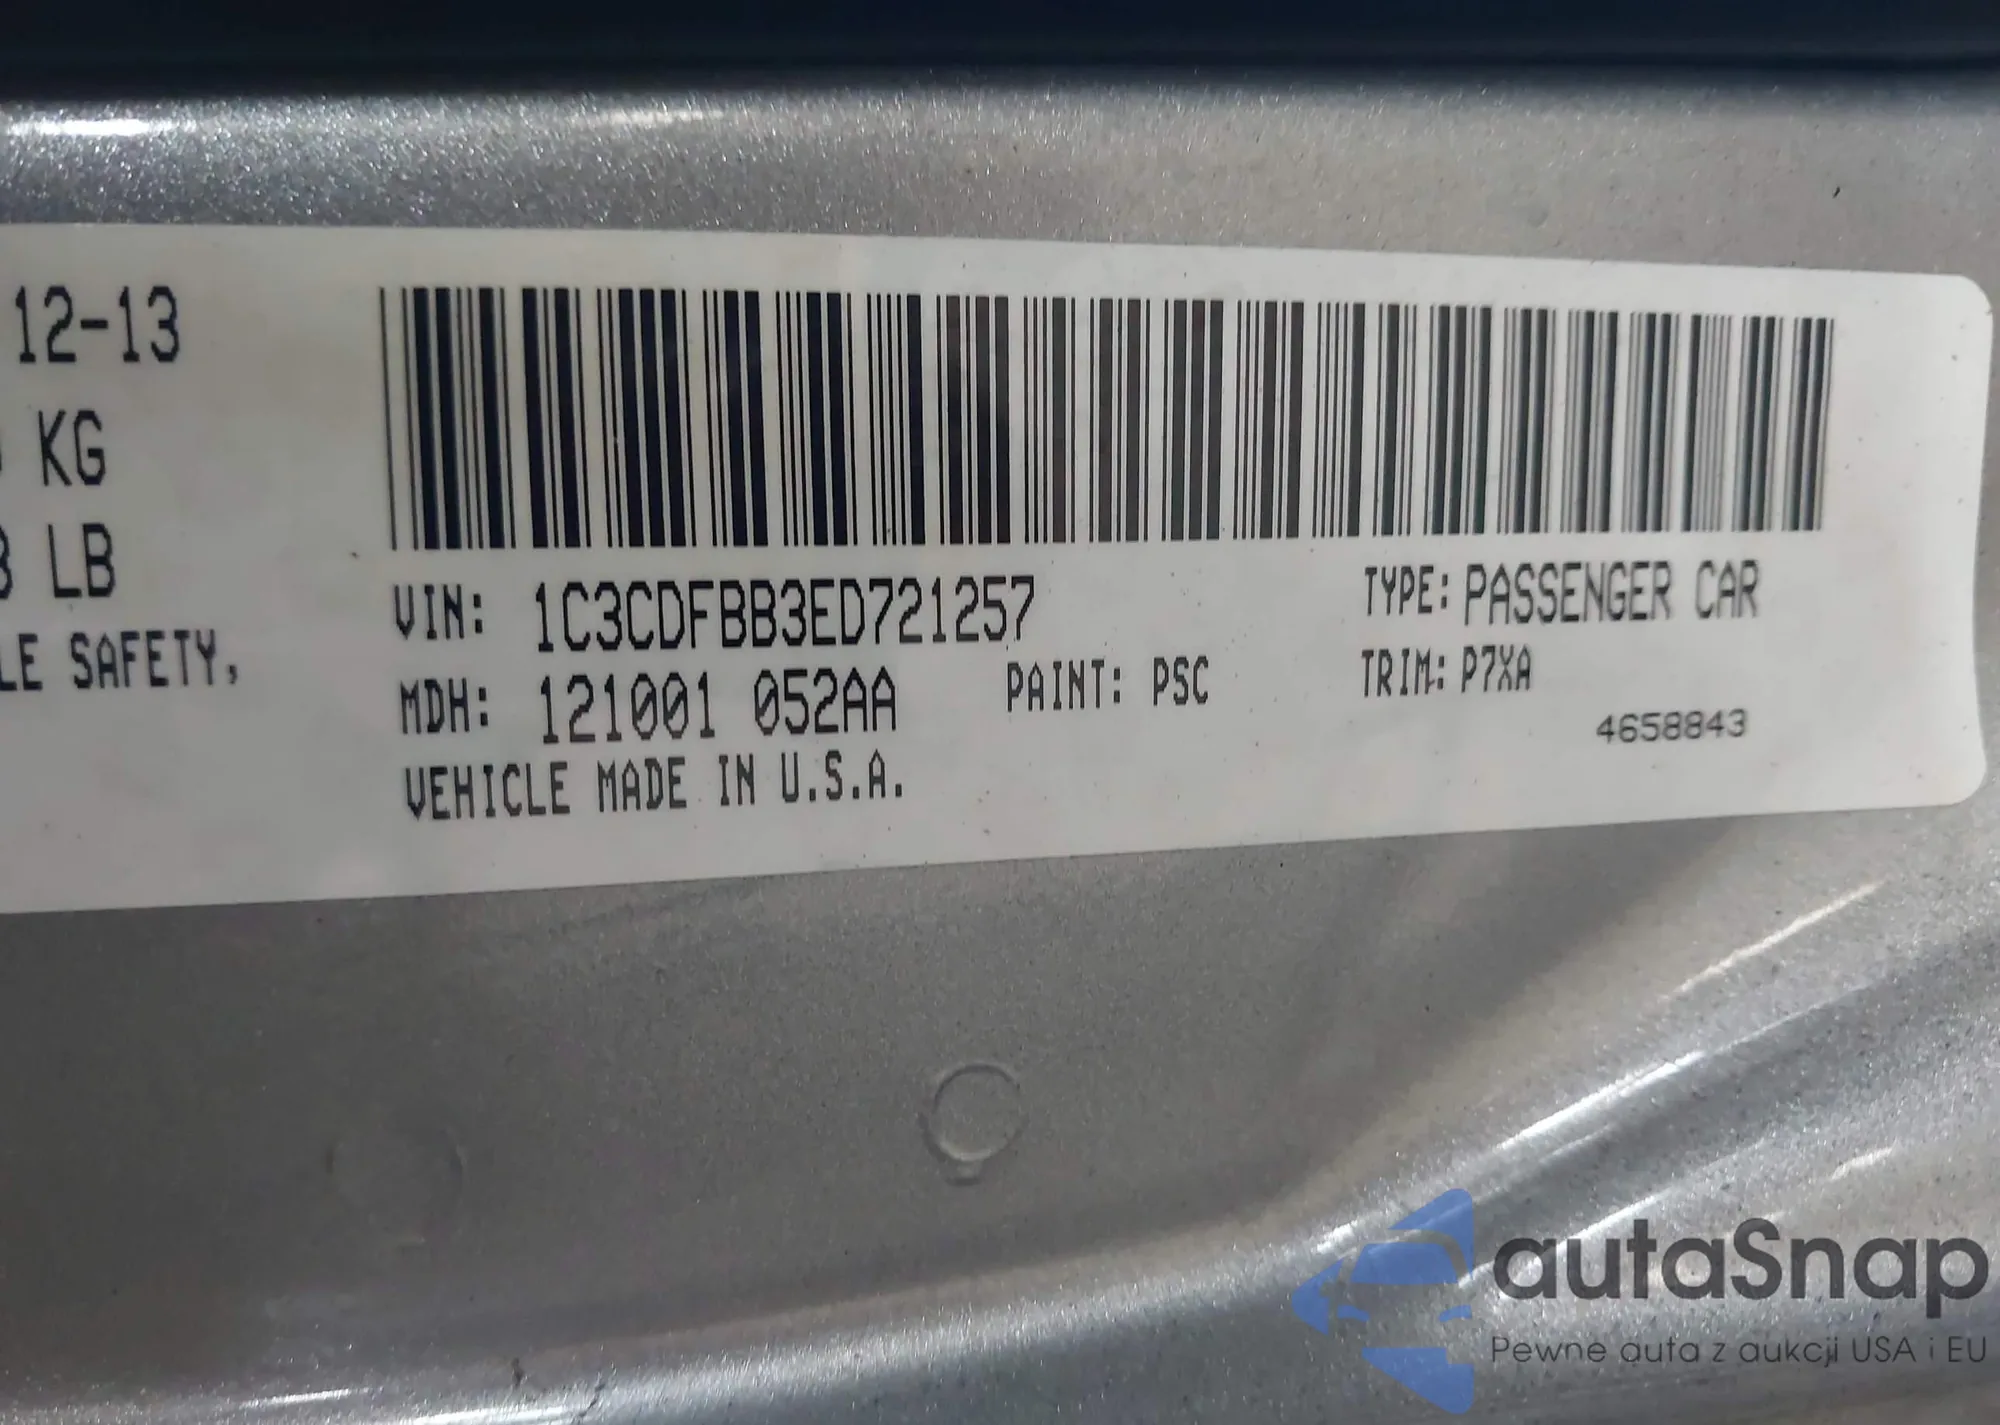 12-13
KG
LB
LE SAFETY,
VIN: 1C3CDFBB3ED721257
TYPE: PASSENGER CAR
MDH: 121001 052AA
PAINT: PSC
TRIM: P7XA
VEHICLE MADE IN U.S.A.
4658843
autaSnap
Pewne auta z aukcji USA i EU